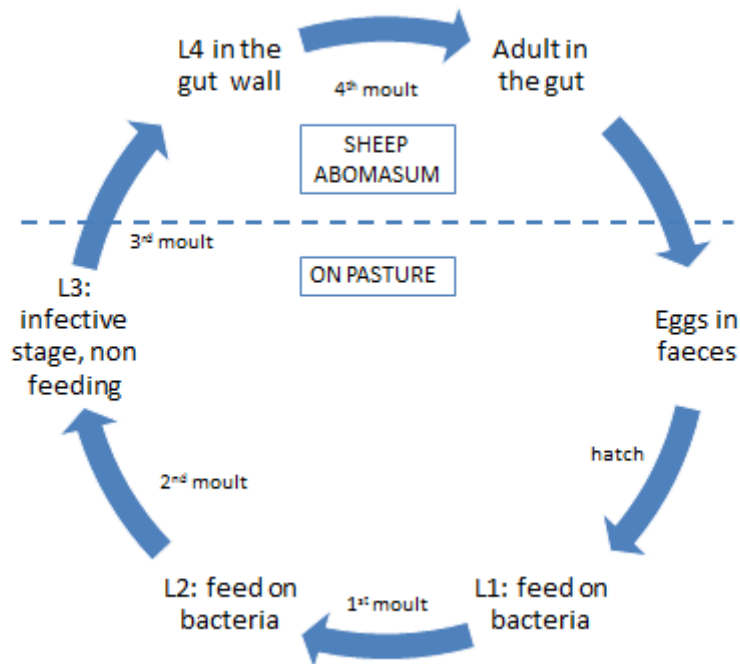 L4 in the
gut wall
4th moult
Adult in
the gut
SHEEP
ABOMASUM
3rd moult
ON PASTURE
L3:
infective
stage, non
feeding
Eggs in
faeces
hatch
2nd moult
L2: feed on
bacteria
1st moult
L1: feed on
bacteria